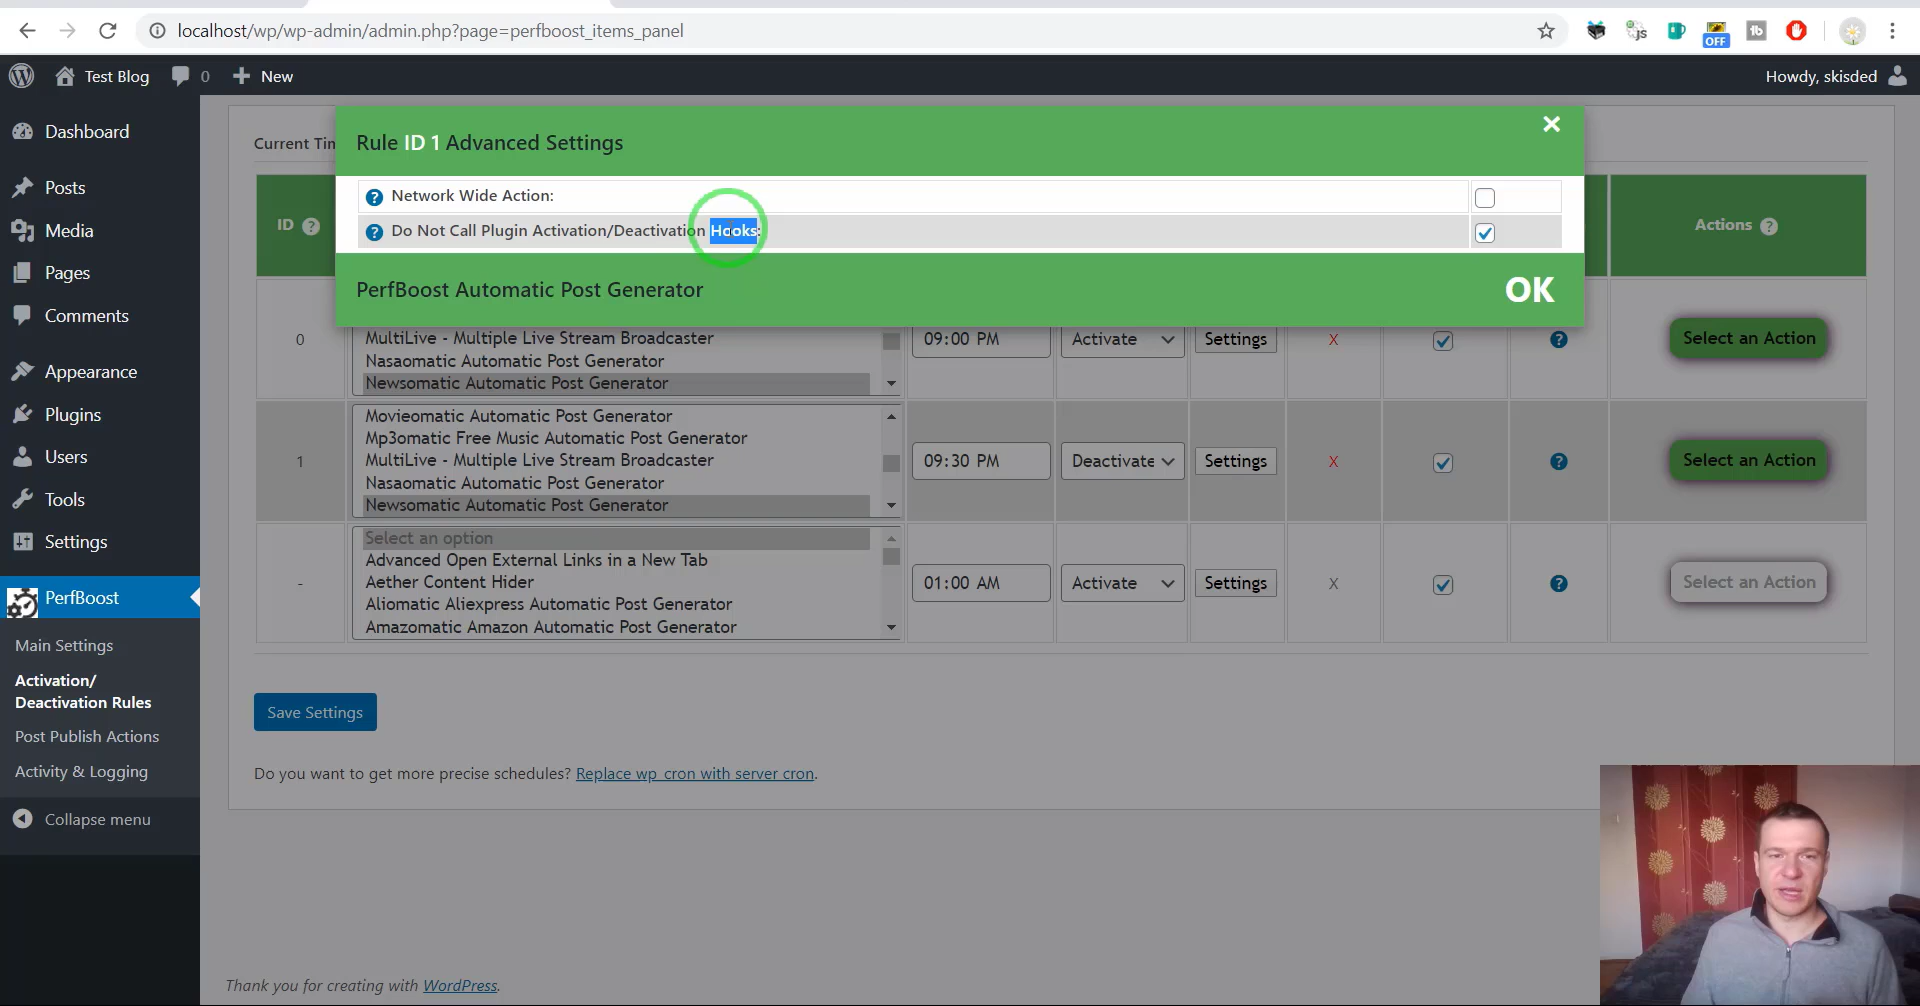 localhost/wp/wp-admin/admin.php?page=perfboost_items_panel
JS
OFF
tb
Test Blog
0
New
Howdy, skisded
Dashboard
Posts
Media
Pages
Comments
Appearance
Plugins
Users
Tools
Settings
PerfBoost
Main Settings
Activation/
Deactivation Rules
Post Publish Actions
Activity & Logging
Collapse menu
Current Tim
Rule ID 1 Advanced Settings
×
? Network Wide Action:
? Do Not Call Plugin Activation/Deactivation Hooks:
PerfBoost Automatic Post Generator
OK
ID ?
Actions ?
0
MultiLive - Multiple Live Stream Broadcaster
Nasaomatic Automatic Post Generator
Newsomatic Automatic Post Generator
09:00 PM
Activate
Settings
X
?
Select an Action
1
Movieomatic Automatic Post Generator
Mp3omatic Free Music Automatic Post Generator
MultiLive - Multiple Live Stream Broadcaster
Nasaomatic Automatic Post Generator
Newsomatic Automatic Post Generator
09:30 PM
Deactivate
Settings
X
?
Select an Action
-
Select an option
Advanced Open External Links in a New Tab
Aether Content Hider
Aliomatic Aliexpress Automatic Post Generator
Amazomatic Amazon Automatic Post Generator
01:00 AM
Activate
Settings
X
?
Select an Action
Save Settings
Do you want to get more precise schedules? Replace wp_cron with server cron.
Thank you for creating with WordPress.